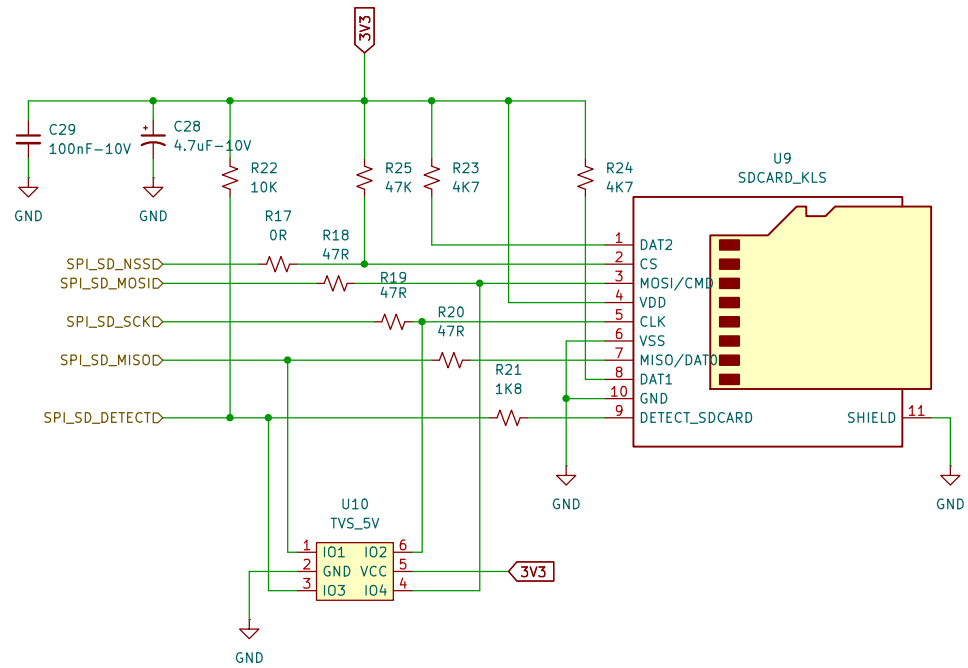 3V3
C29
100nF-10V
GND
C28
4.7uF-10V
GND
R22
10K
R25
47K
R23
4K7
R24
4K7
U9
SDCARD_KLS
R17
0R
R18
47R
R19
47R
R20
47R
R21
1K8
SPI_SD_NSS
SPI_SD_MOSI
SPI_SD_SCK
SPI_SD_MISO
SPI_SD_DETECT
1 DAT2
2 CS
3 MOSI/CMD
4 VDD
5 CLK
6 VSS
7 MISO/DAT0
8 DAT1
10 GND
9 DETECT_SDCARD
SHIELD 11
GND
GND
U10
TVS_5V
1 IO1 IO2 6
2 GND VCC 5
3 IO3 IO4 4
3V3
GND